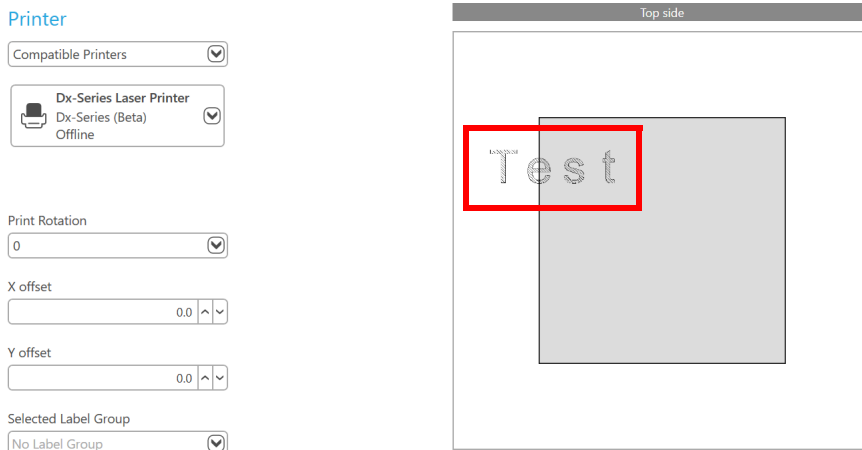 Printer
Compatible Printers
Dx-Series Laser Printer
Dx-Series (Beta)
Offline
Print Rotation
0
X offset
0.0
Y offset
0.0
Selected Label Group
No Label Group
Top side
Test